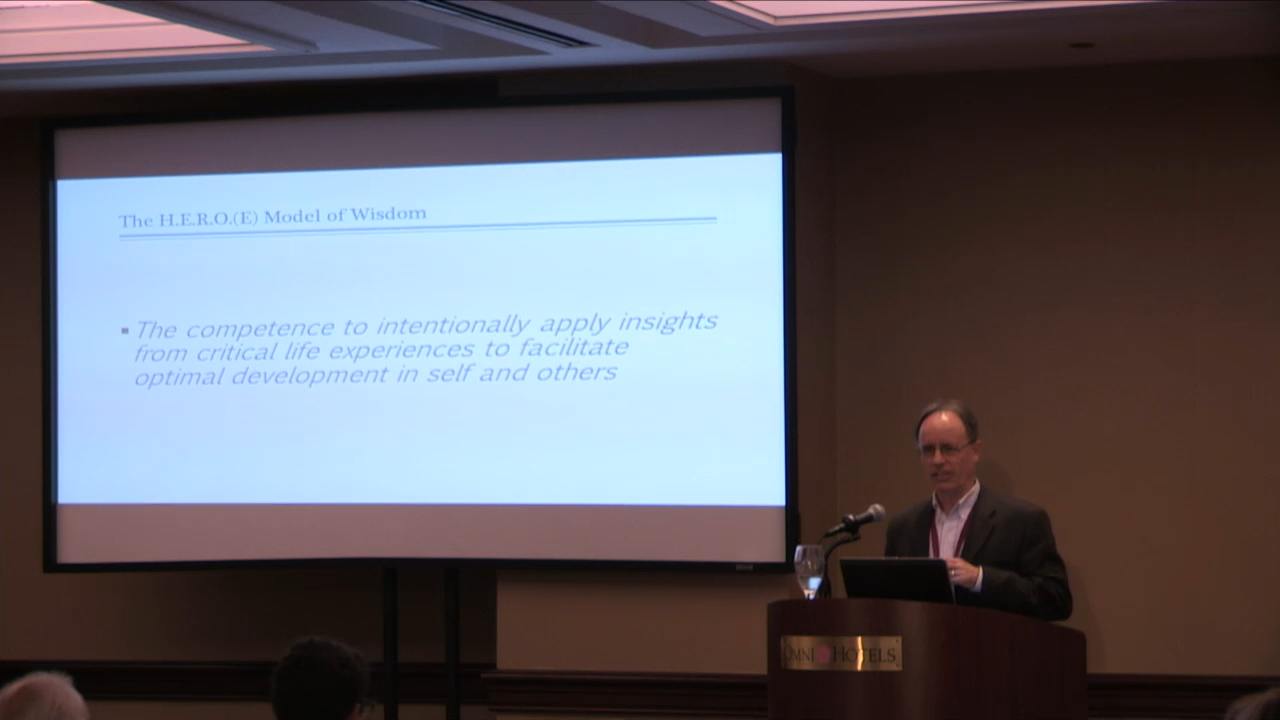 The H.E.R.O.(E) Model of Wisdom
▪ The competence to intentionally apply insights
from critical life experiences to facilitate
optimal development in self and others
OMNI HOTELS